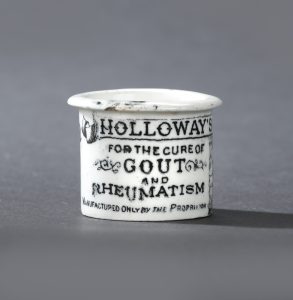 HOLLOWAY'S
FOR THE CURE OF
GOUT
AND
RHEUMATISM
MANUFACTURED ONLY BY THE PROPRIETOR